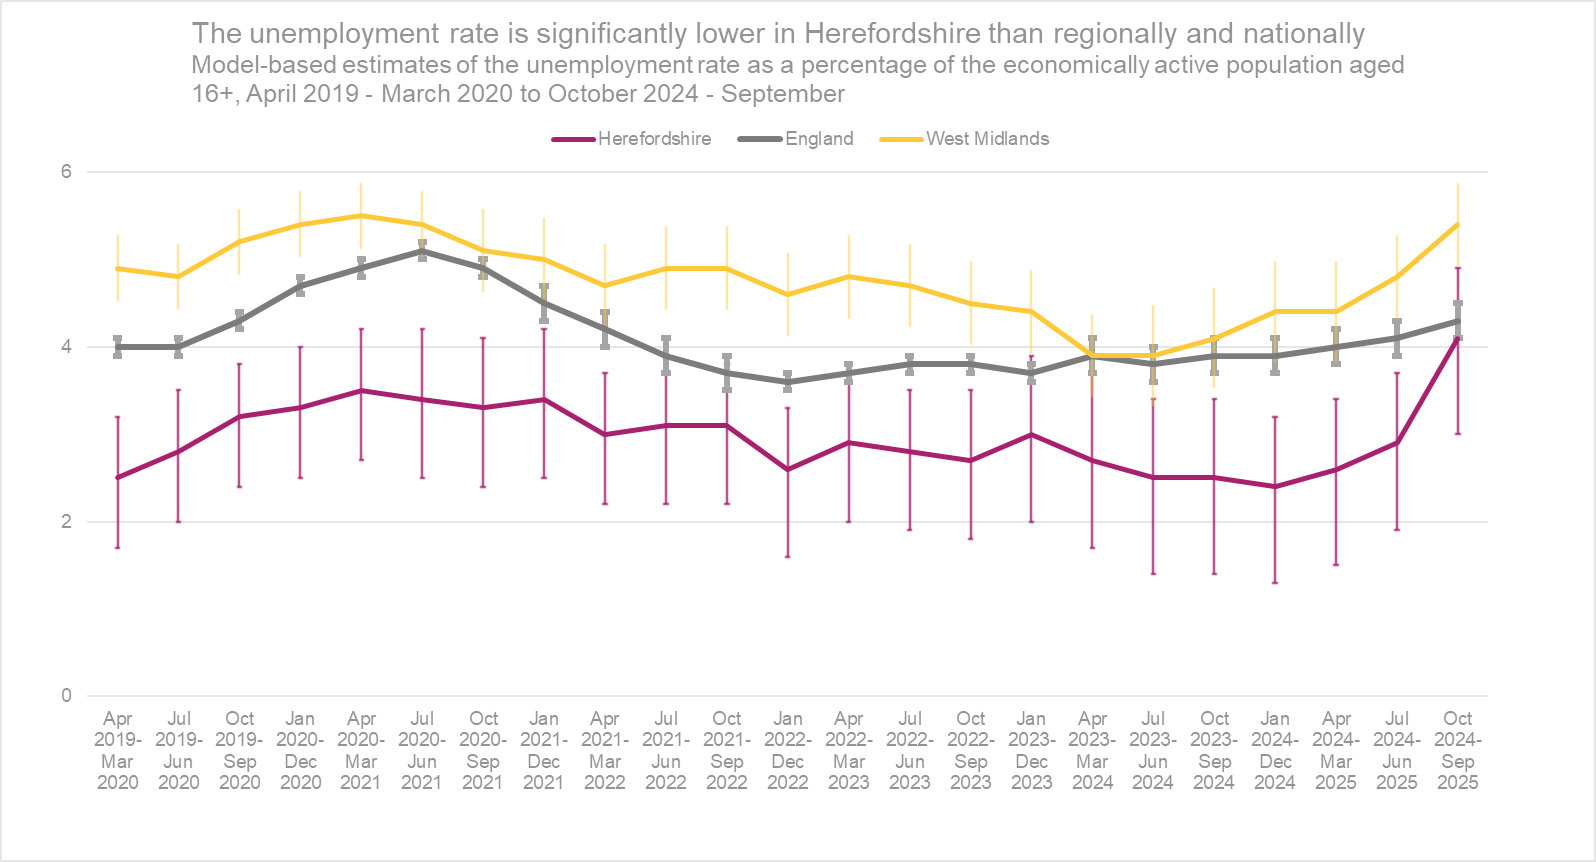 The unemployment rate is significantly lower in Herefordshire than regionally and nationally
Model-based estimates of the unemployment rate as a percentage of the economically active population aged
16+, April 2019 - March 2020 to October 2024 - September
Herefordshire England West Midlands
6
4
2
0
Apr 2019-Mar 2020
Jul 2019-Jun 2020
Oct 2019-Sep 2020
Jan 2020-Dec 2020
Apr 2020-Mar 2021
Jul 2020-Jun 2021
Oct 2020-Sep 2021
Jan 2021-Dec 2021
Apr 2021-Mar 2022
Jul 2021-Jun 2022
Oct 2021-Sep 2022
Jan 2022-Dec 2022
Apr 2022-Mar 2023
Jul 2022-Jun 2023
Oct 2022-Sep 2023
Jan 2023-Dec 2023
Apr 2023-Mar 2024
Jul 2023-Jun 2024
Oct 2023-Sep 2024
Jan 2024-Dec 2024
Apr 2024-Mar 2025
Jul 2024-Jun 2025
Oct 2024-Sep 2025